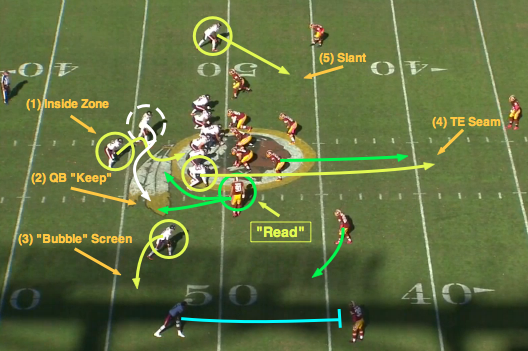 (5) Slant
40
50
40
(1) Inside Zone
(4) TE Seam
(2) QB "Keep"
"Read"
(3) "Bubble" Screen
0
50
40